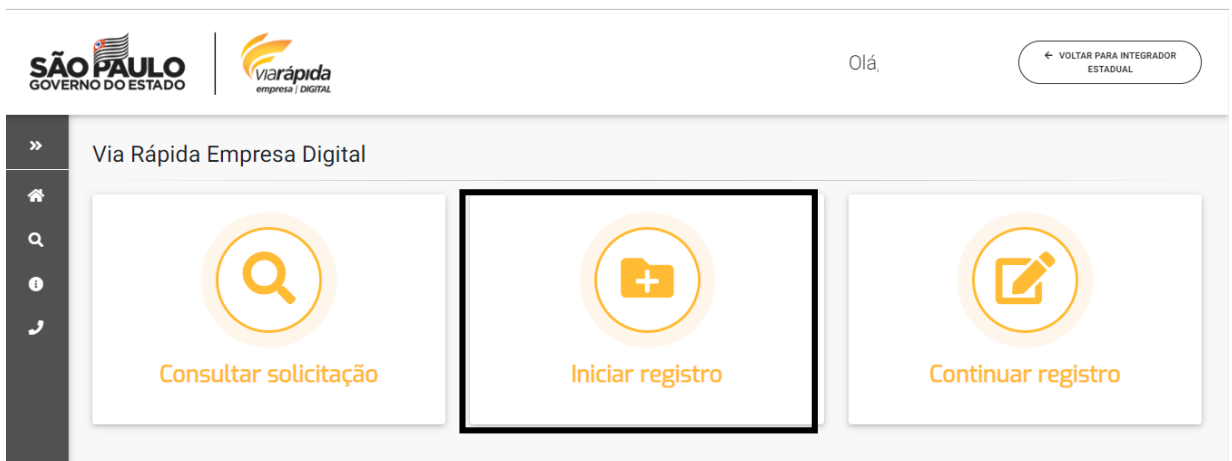 SÃO PAULO
GOVERNO DO ESTADO
viarápida
empresa | DIGITAL
Olá,
← VOLTAR PARA INTEGRADOR
ESTADUAL
Via Rápida Empresa Digital
Consultar solicitação
Iniciar registro
Continuar registro